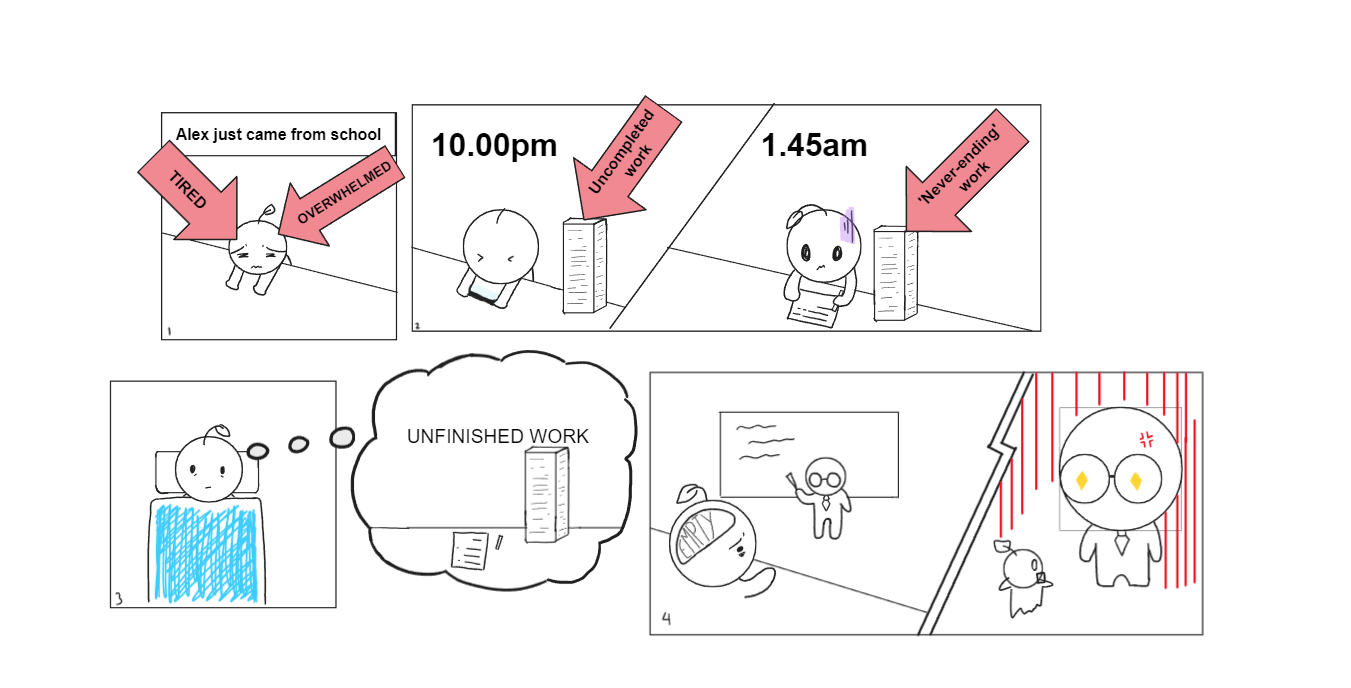 Alex just came from school
TIRED
OVERWHELMED
1
10.00pm
Uncompleted
work
2
1.45am
'Never-ending'
work
3
UNFINISHED WORK
EMPTY
4